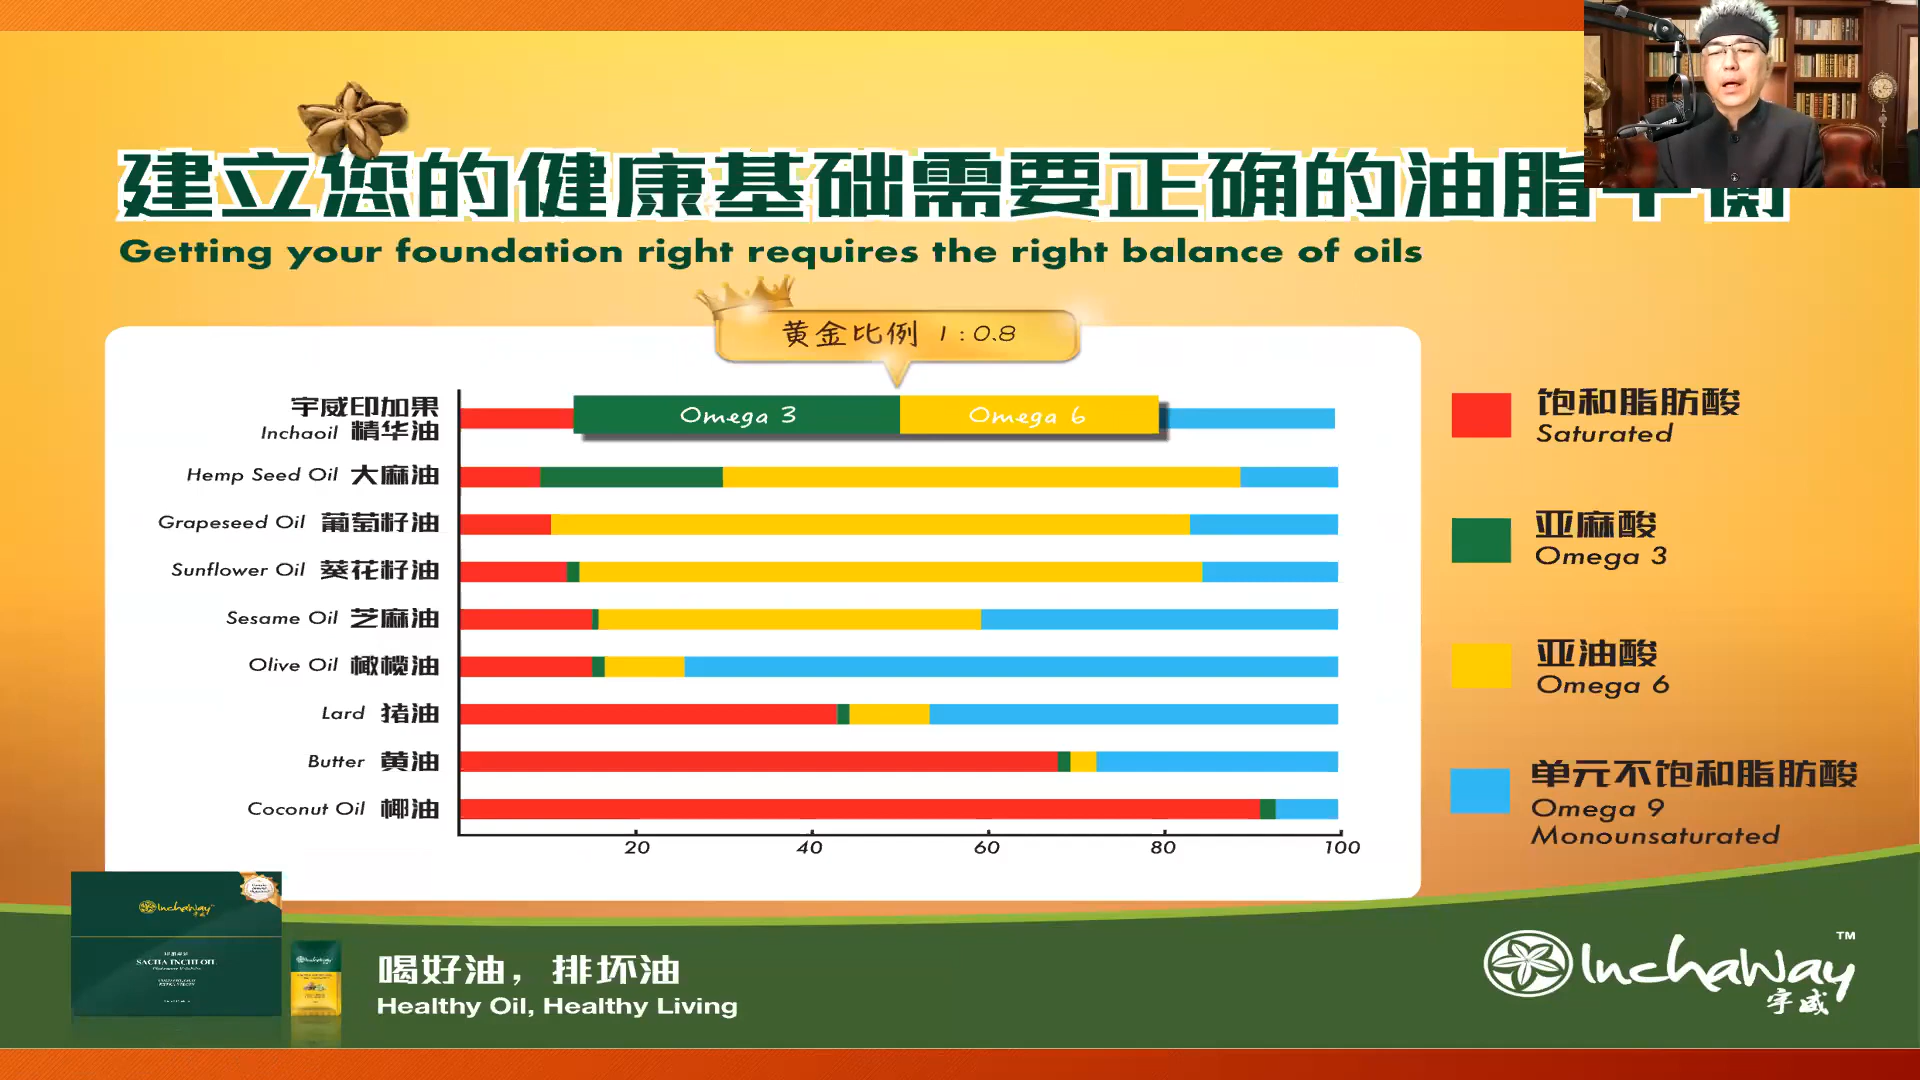 建立您的健康基础需要正确的油脂平衡
Getting your foundation right requires the right balance of oils
黄金比例 1 : 0.8
宇威印加果
Inchaoil 精华油
Omega 3
Omega 6
Hemp Seed Oil 大麻油
Grapeseed Oil 葡萄籽油
Sunflower Oil 葵花籽油
Sesame Oil 芝麻油
Olive Oil 橄榄油
Lard 猪油
Butter 黄油
Coconut Oil 椰油
20 40 60 80 100
饱和脂肪酸
Saturated
亚麻酸
Omega 3
亚油酸
Omega 6
单元不饱和脂肪酸
Omega 9
Monounsaturated
InchaWay
宇威
SACHA INCHI OIL
喝好油，排坏油
Healthy Oil, Healthy Living
InchaWay™
宇威